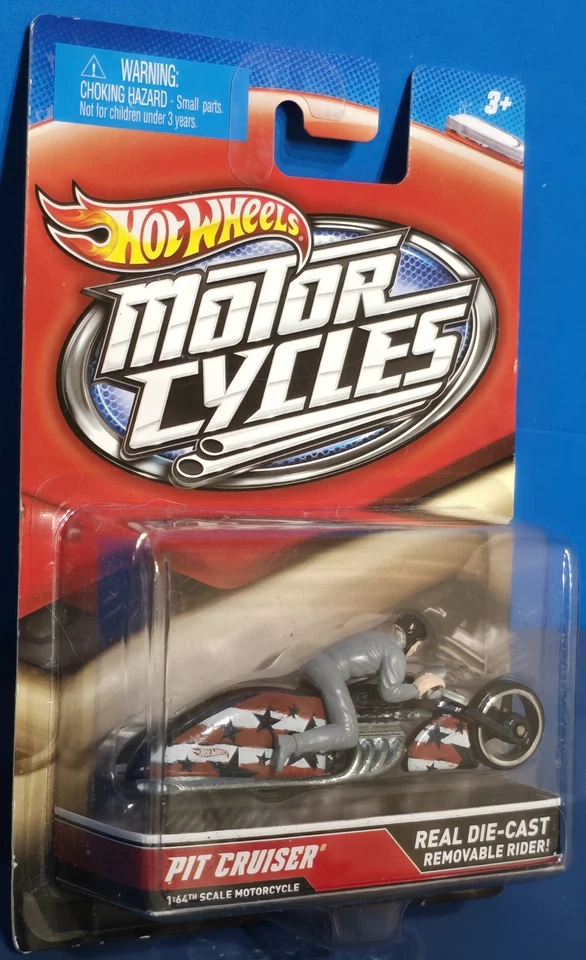 WARNING:
CHOKING HAZARD - Small parts.
Not for children under 3 years.
3+
HOT WHEELS
MOTOR
CYCLES
PIT CRUISER
1:64TH SCALE MOTORCYCLE
REAL DIE-CAST
REMOVABLE RIDER!